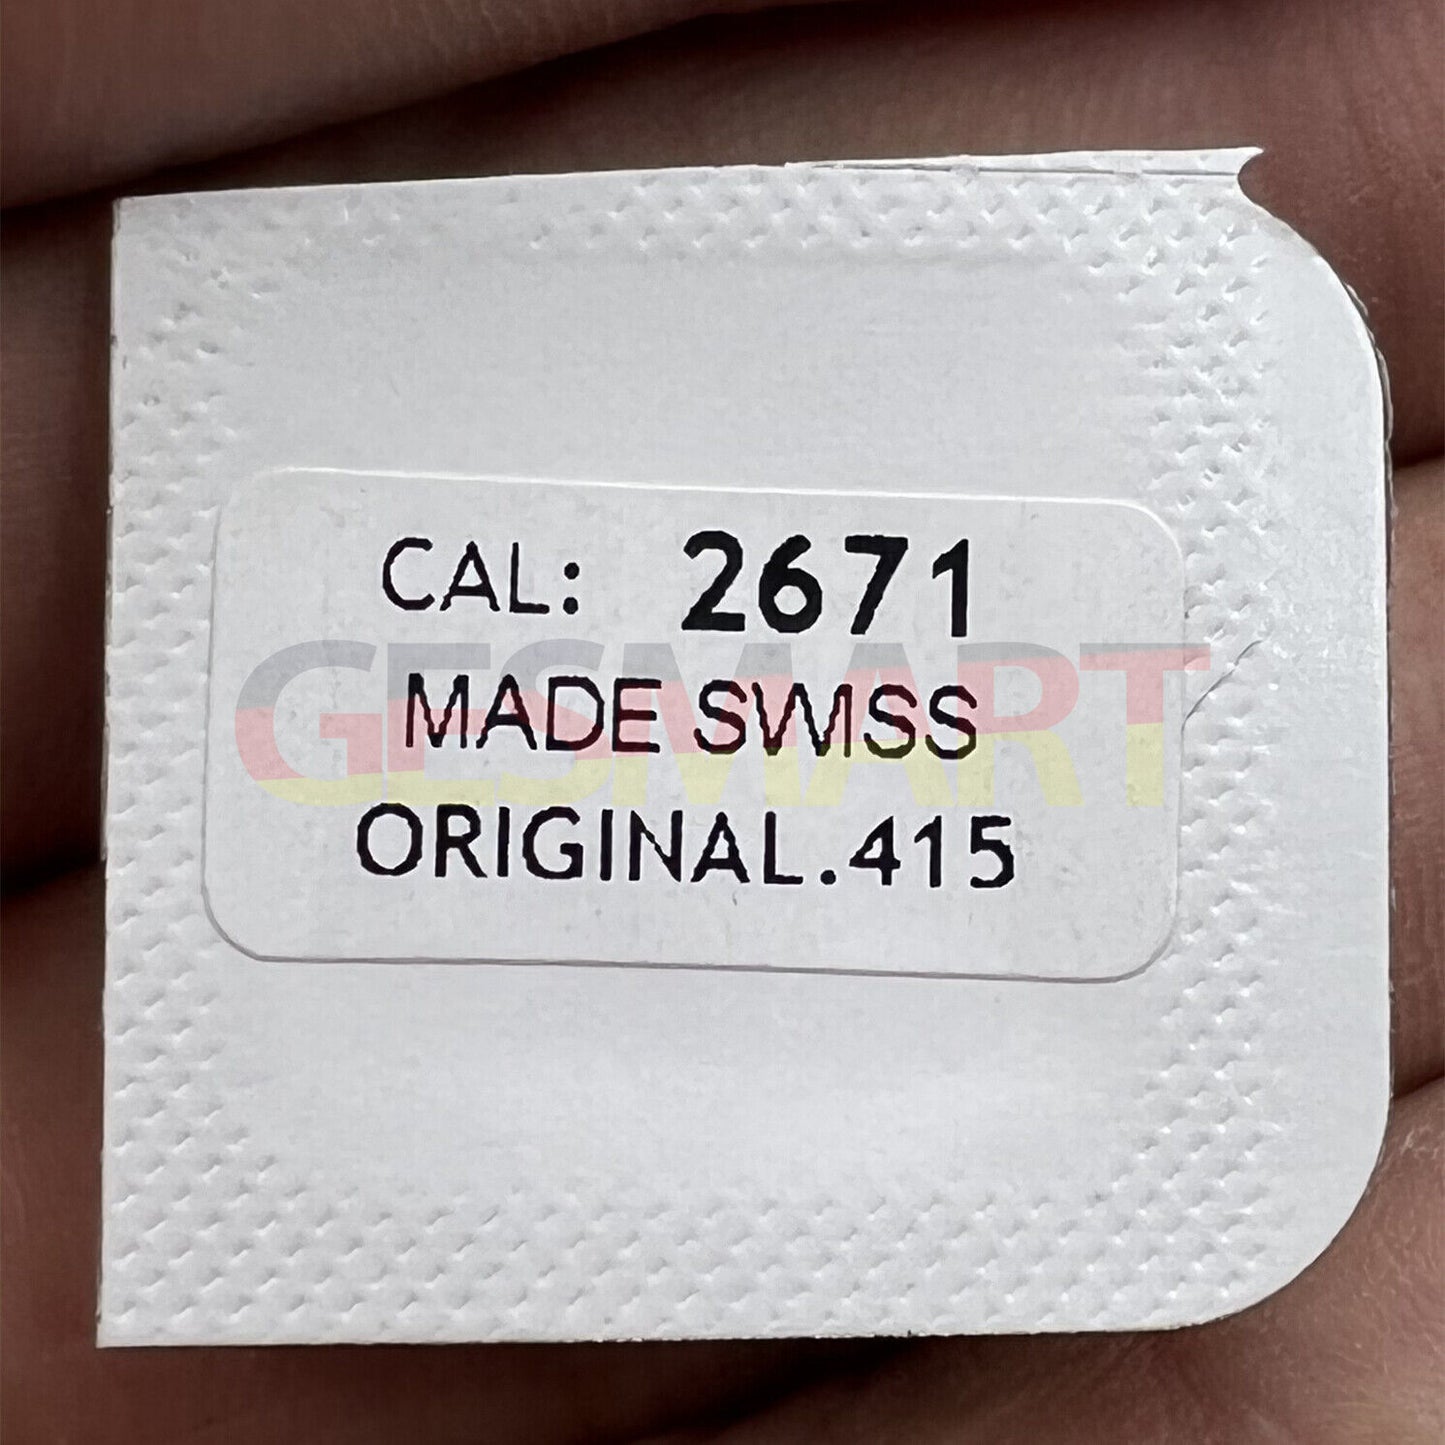 CAL: 2671
GESMART
MADE SWISS
ORIGINAL.415